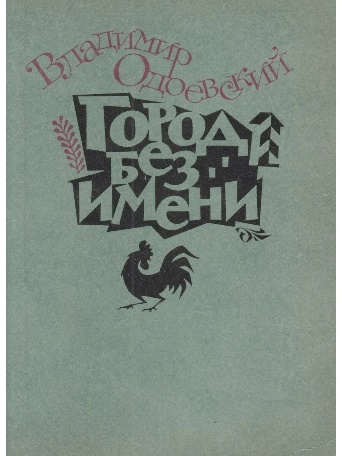 Владимир
Одоевский
Город
без
имени